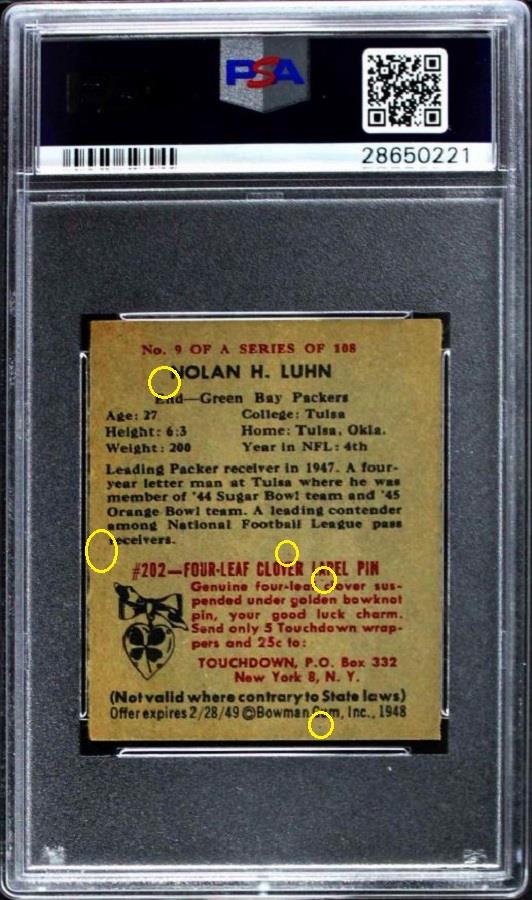 PSA
28650221
No. 9 OF A SERIES OF 108
NOLAN H. LUHN
End—Green Bay Packers
Age: 27 College: Tulsa
Height: 6:3 Home: Tulsa, Okla.
Weight: 200 Year in NFL: 4th
Leading Packer receiver in 1947. A four-
year letter man at Tulsa where he was
member of '44 Sugar Bowl team and '45
Orange Bowl team. A leading contender
among National Football League pass
receivers.
#202—FOUR-LEAF CLOVER LAPEL PIN
Genuine four-leaf clover sus-
pended under golden bowknot
pin, your good luck charm.
Send only 5 Touchdown wrap-
pers and 25c to:
TOUCHDOWN, P.O. Box 332
New York 8, N. Y.
(Not valid where contrary to State laws)
Offer expires 2/28/49 ©Bowman Gum, Inc., 1948